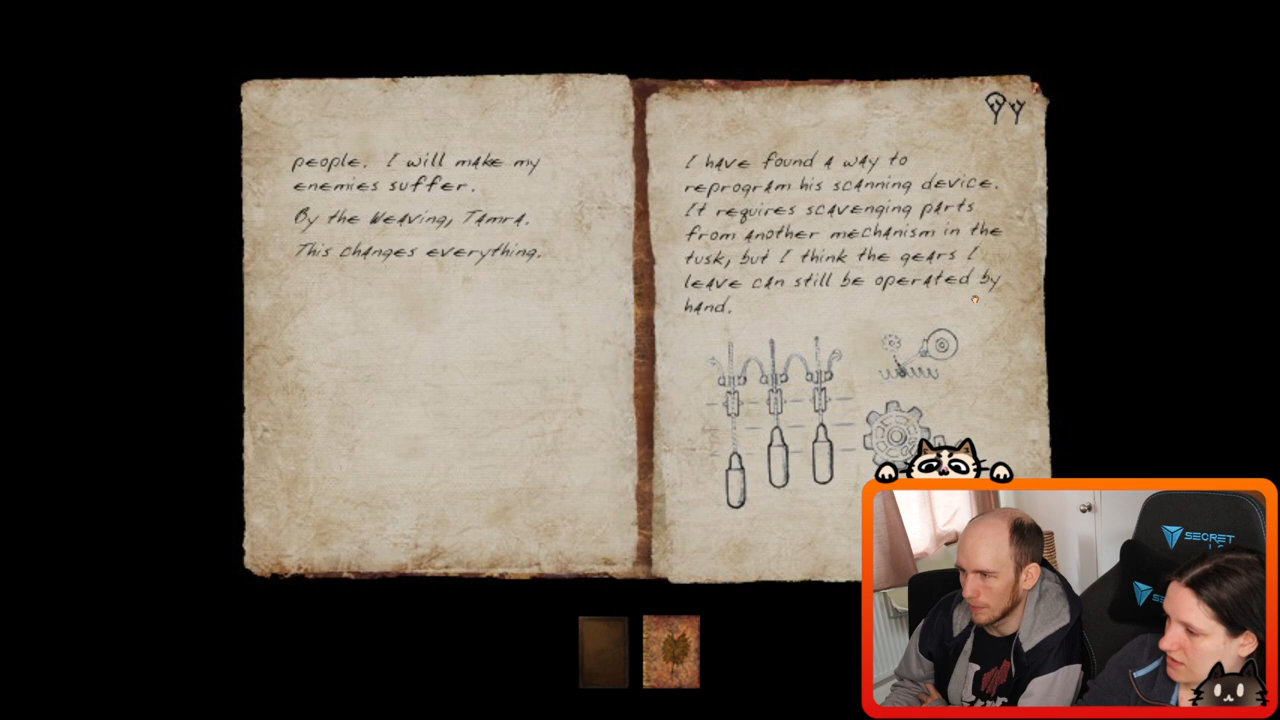 people. I will make my
enemies suffer.
By the Weaving, Tamra.
This changes everything.
I have found a way to
reprogram his scanning device.
It requires scavenging parts
from another mechanism in the
tusk, but I think the gears I
leave can still be operated by
hand.
SECRET